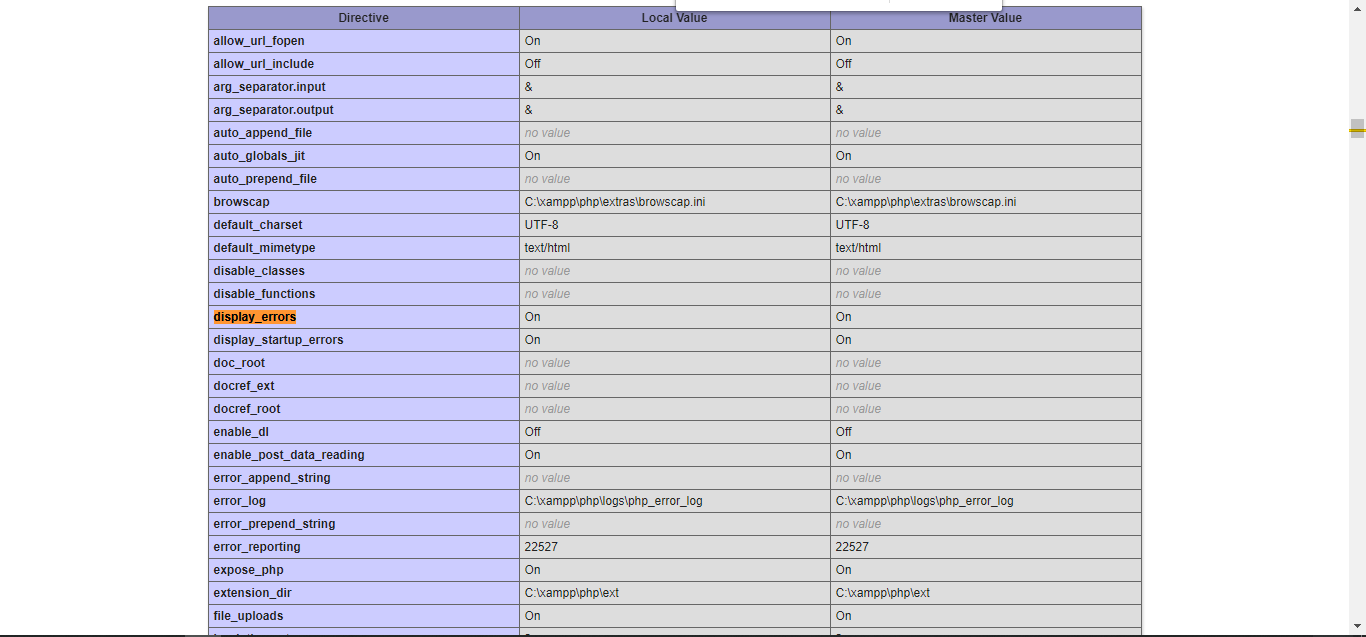 Directive Local Value Master Value
allow_url_fopen On On
allow_url_include Off Off
arg_separator.input & &
arg_separator.output & &
auto_append_file no value no value
auto_globals_jit On On
auto_prepend_file no value no value
browscap C:\xampp\php\extras\browscap.ini C:\xampp\php\extras\browscap.ini
default_charset UTF-8 UTF-8
default_mimetype text/html text/html
disable_classes no value no value
disable_functions no value no value
display_errors On On
display_startup_errors On On
doc_root no value no value
docref_ext no value no value
docref_root no value no value
enable_dl Off Off
enable_post_data_reading On On
error_append_string no value no value
error_log C:\xampp\php\logs\php_error_log C:\xampp\php\logs\php_error_log
error_prepend_string no value no value
error_reporting 22527 22527
expose_php On On
extension_dir C:\xampp\php\ext C:\xampp\php\ext
file_uploads On On